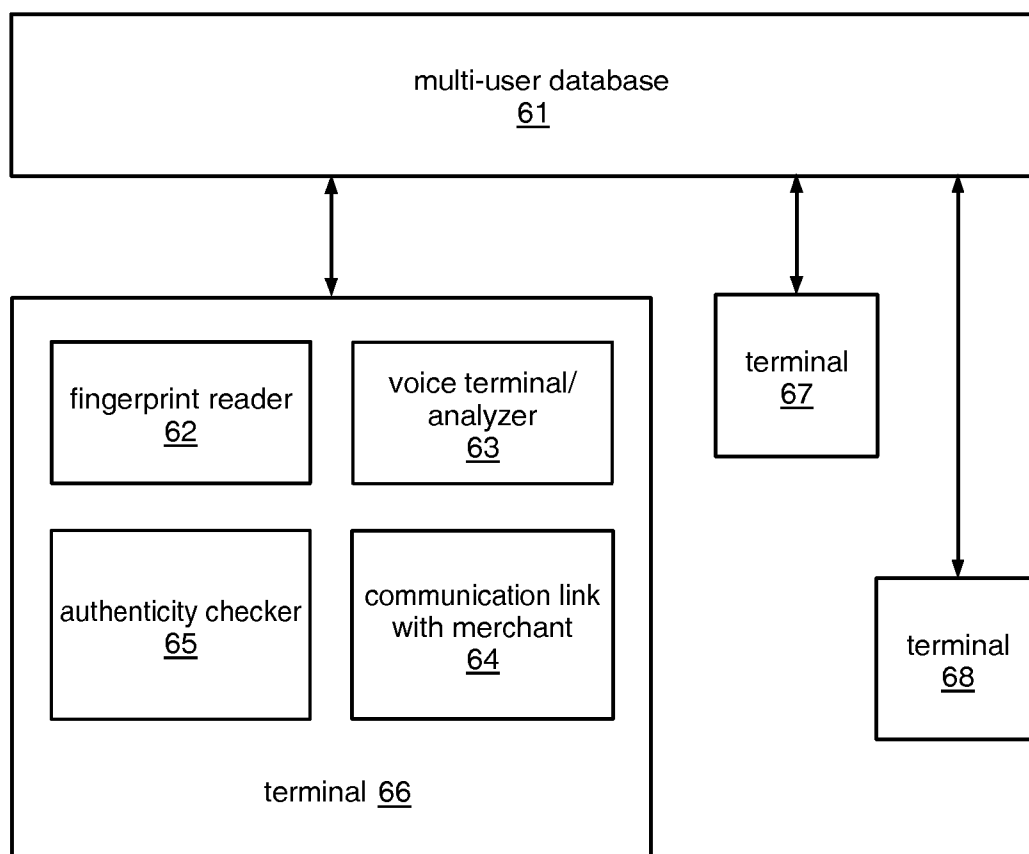 multi-user database
61
fingerprint reader
62
voice terminal/
analyzer
63
authenticity checker
65
communication link
with merchant
64
terminal 66
terminal
67
terminal
68